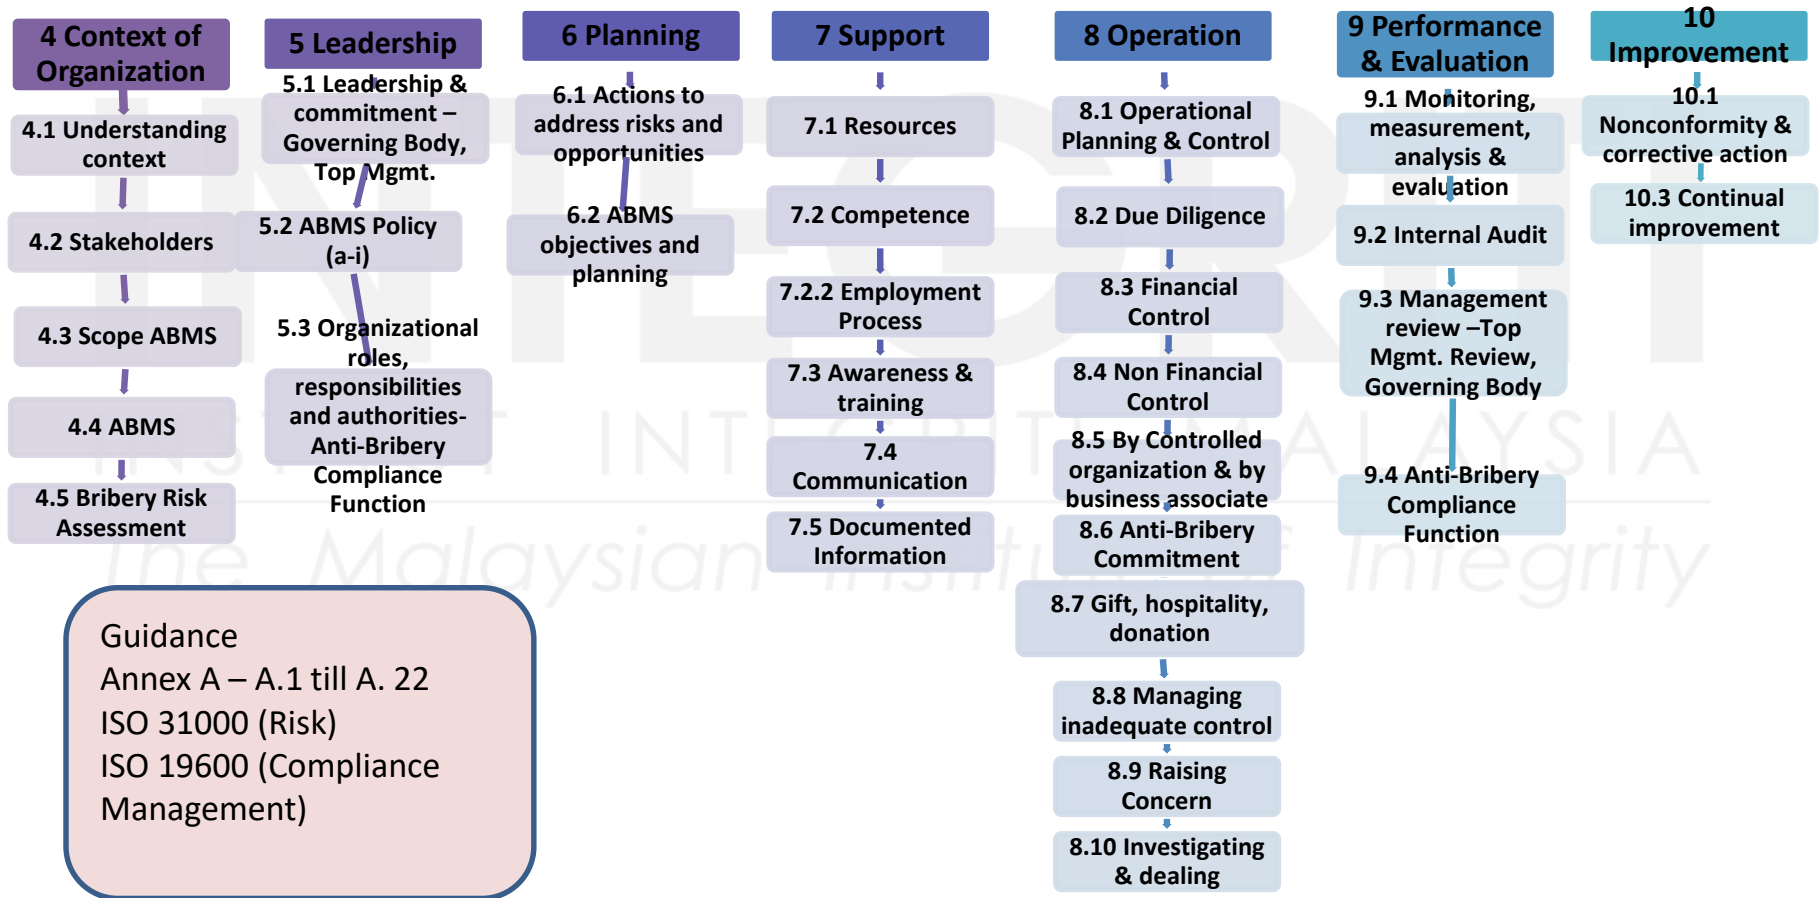 4 Context of
Organization
4.1 Understanding
context
4.2 Stakeholders
4.3 Scope ABMS
4.4 ABMS
4.5 Bribery Risk
Assessment
5 Leadership
5.1 Leadership &
commitment –
Governing Body,
Top Mgmt.
5.2 ABMS Policy
(a-i)
5.3 Organizational
roles,
responsibilities
and authorities-
Anti-Bribery
Compliance
Function
6 Planning
6.1 Actions to
address risks and
opportunities
6.2 ABMS
objectives and
planning
7 Support
7.1 Resources
7.2 Competence
7.2.2 Employment
Process
7.3 Awareness &
training
7.4
Communication
7.5 Documented
Information
8 Operation
8.1 Operational
Planning & Control
8.2 Due Diligence
8.3 Financial
Control
8.4 Non Financial
Control
8.5 By Controlled
organization & by
business associate
8.6 Anti-Bribery
Commitment
8.7 Gift, hospitality,
donation
8.8 Managing
inadequate control
8.9 Raising
Concern
8.10 Investigating
& dealing
9 Performance
& Evaluation
9.1 Monitoring,
measurement,
analysis &
evaluation
9.2 Internal Audit
9.3 Management
review –Top
Mgmt. Review,
Governing Body
9.4 Anti-Bribery
Compliance
Function
10
Improvement
10.1
Nonconformity &
corrective action
10.3 Continual
improvement
Guidance
Annex A – A.1 till A. 22
ISO 31000 (Risk)
ISO 19600 (Compliance
Management)
INTEGRITI
INSTITUT INTEGRITI MALAYSIA
The Malaysian Institute of Integrity